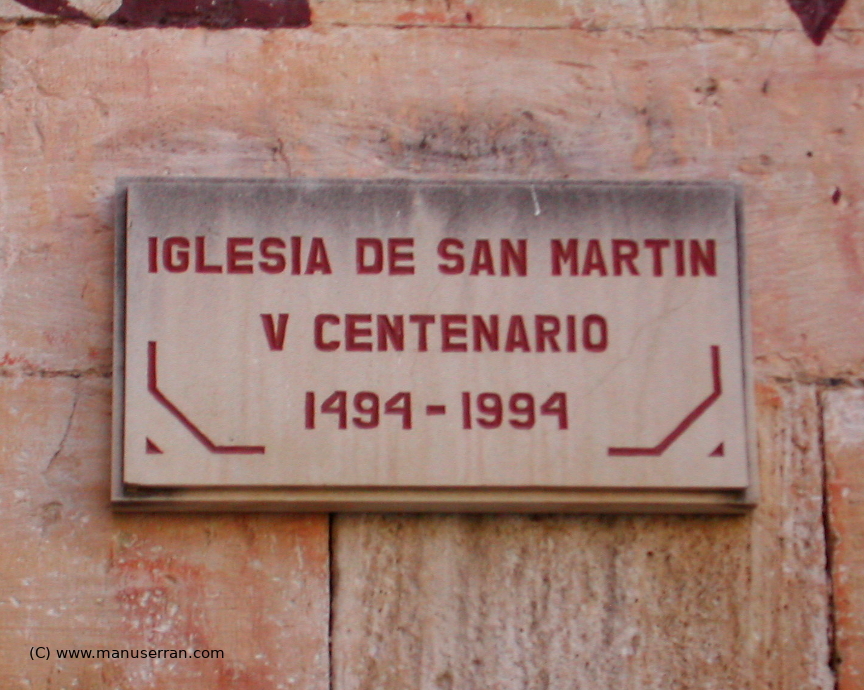 IGLESIA DE SAN MARTIN
V CENTENARIO
1494-1994
(C) www.manuserran.com